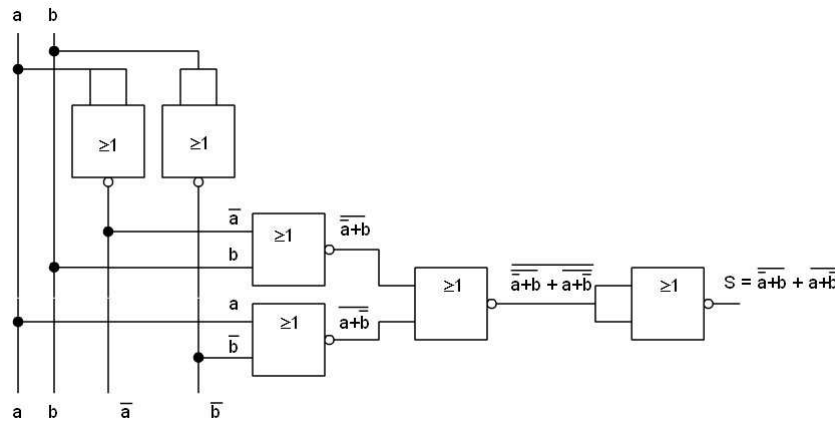 a b
≥1 ≥1
a̅
≥1
b
a̅̅+b̅
≥1
a̅̅+̅b̅ + a̅+̅b̅̅
≥1
S = a̅̅+̅b̅ + a̅+̅b̅̅
a
≥1
b̅
a̅+̅b̅̅
a b a̅ b̅